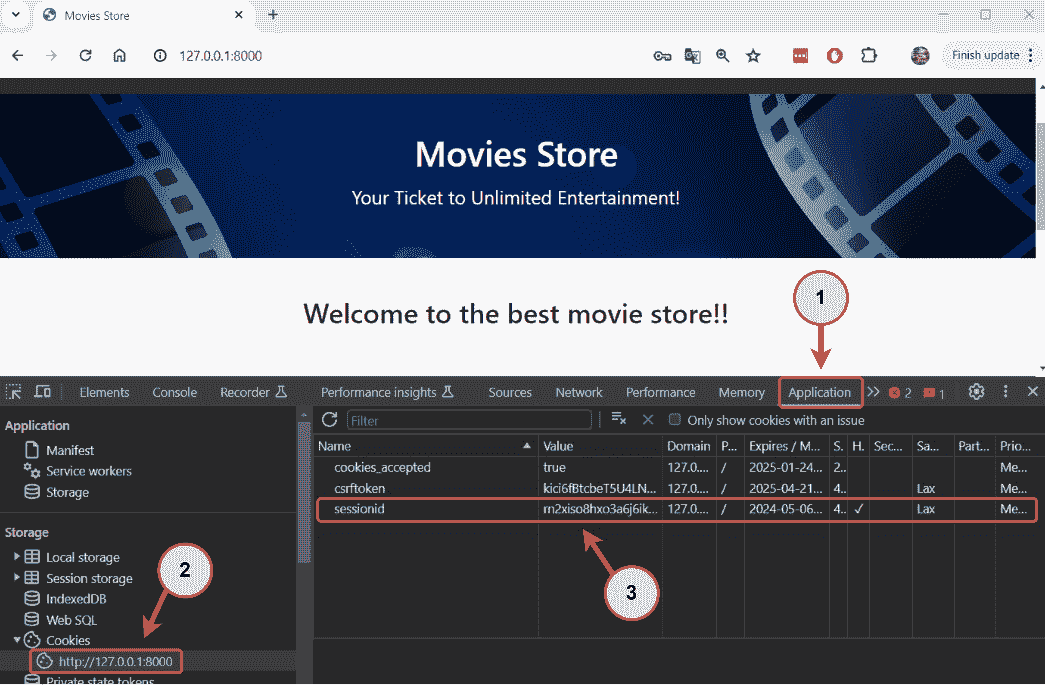 Movies Store
127.0.0.1:8000
Finish update
Movies Store
Your Ticket to Unlimited Entertainment!
Welcome to the best movie store!!
1
Elements Console Recorder Performance insights Sources Network Performance Memory Application 2 1
Application
Manifest
Service workers
Storage
Storage
Local storage
Session storage
IndexedDB
Web SQL
Cookies
http://127.0.0.1:8000
Private state tokens
2
Filter Only show cookies with an issue
Name Value Domain P... Expires / M... S. H. Sec... Sa... Part... Prio...
cookies_accepted true 127.0.... / 2025-01-24... 2.. Me...
csrftoken kici6fBtcbeT5U4LN... 127.0.... / 2025-04-21... 4.. Lax Me...
sessionid m2xiso8hxo3a6j6ik... 127.0.... / 2024-05-06... 4.. ✓ Lax Me...
3